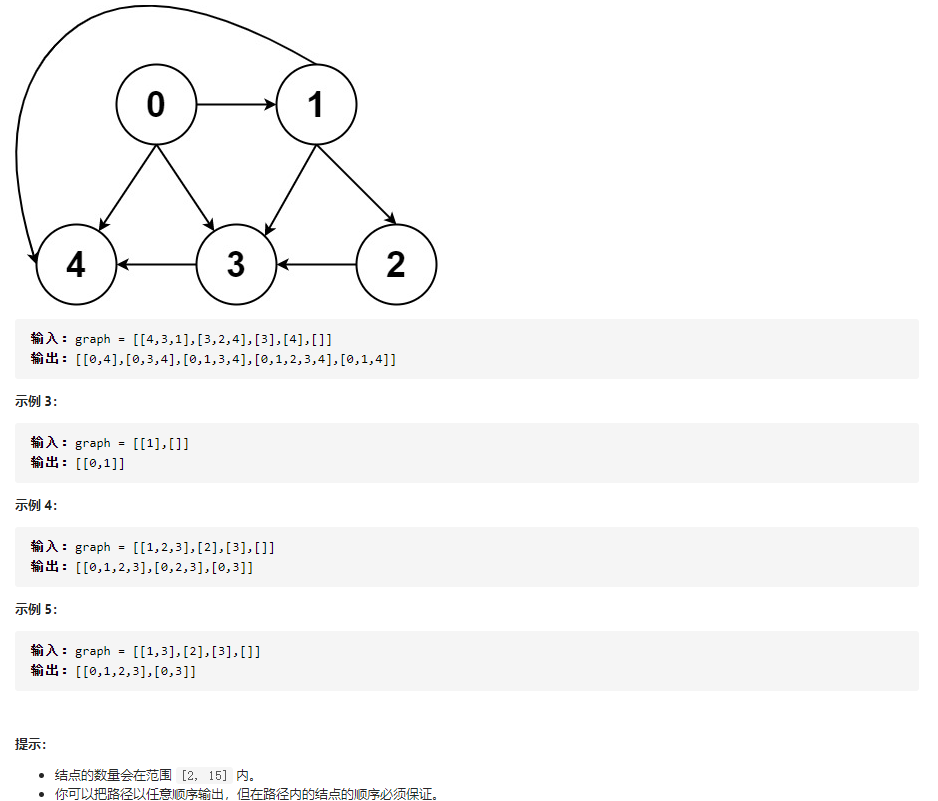 0 1
4 3 2
输入：graph = [[4,3,1],[3,2,4],[3],[4],[]]
输出：[[0,4],[0,3,4],[0,1,3,4],[0,1,2,3,4],[0,1,4]]
示例 3：
输入：graph = [[1],[]]
输出：[[0,1]]
示例 4：
输入：graph = [[1,2,3],[2],[3],[]]
输出：[[0,1,2,3],[0,2,3],[0,3]]
示例 5：
输入：graph = [[1,3],[2],[3],[]]
输出：[[0,1,2,3],[0,3]]
提示：
• 结点的数量会在范围 [2, 15] 内。
• 你可以把路径以任意顺序输出，但在路径内的结点的顺序必须保证。